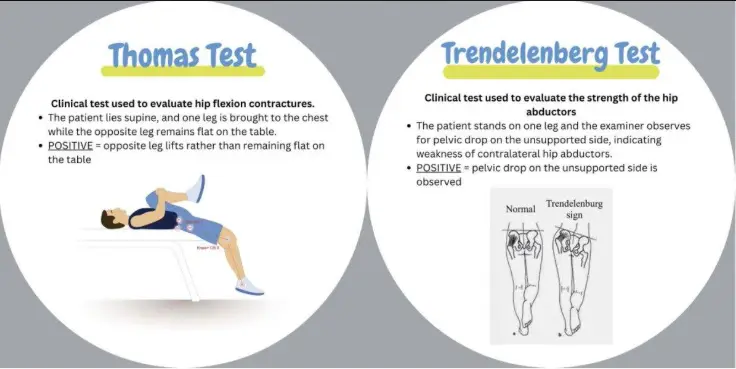 Thomas Test
Clinical test used to evaluate hip flexion contractures.
• The patient lies supine, and one leg is brought to the chest
while the opposite leg remains flat on the table.
• POSITIVE = opposite leg lifts rather than remaining flat on
the table
Trendelenberg Test
Clinical test used to evaluate the strength of the hip
abductors
• The patient stands on one leg and the examiner observes
for pelvic drop on the unsupported side, indicating
weakness of contralateral hip abductors.
• POSITIVE = pelvic drop on the unsupported side is
observed
Normal
Trendelenburg
sign
a
b